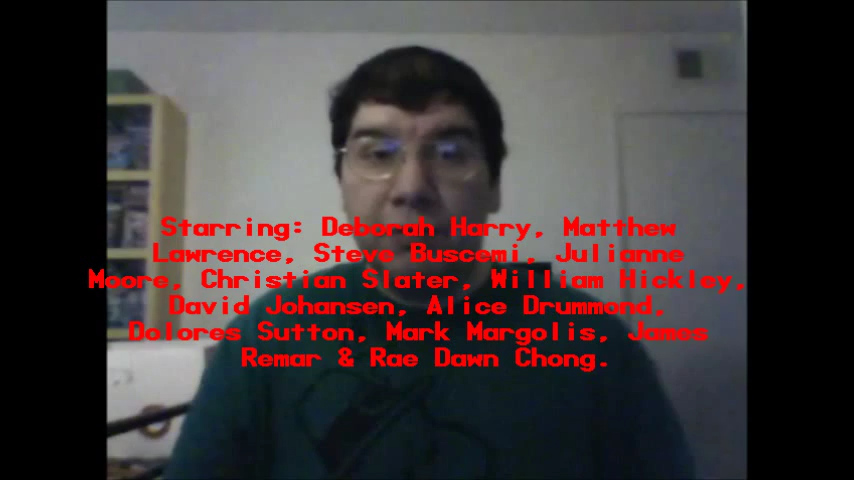 Starring: Deborah Harry, Matthew
Lawrence, Steve Buscemi, Julianne
Moore, Christian Slater, William Hickley,
David Johansen, Alice Drummond,
Dolores Sutton, Mark Margolis, James
Remar & Rae Dawn Chong.